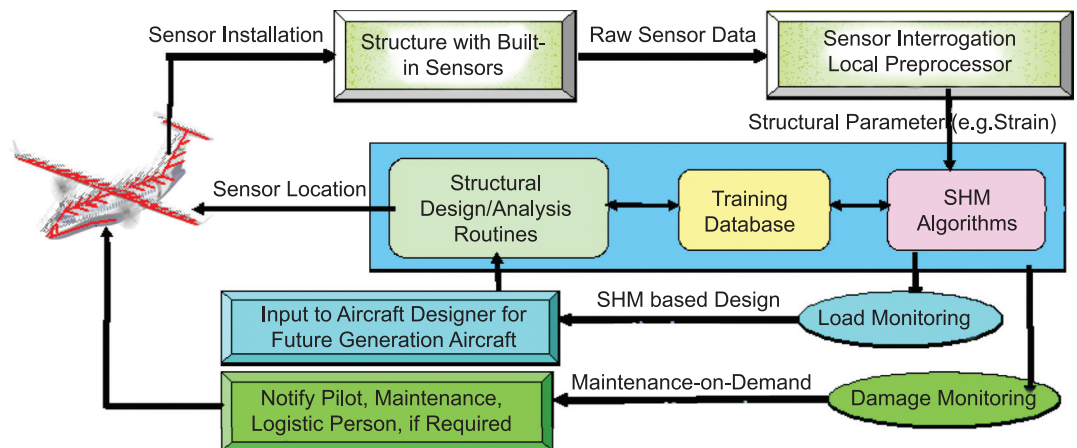 Sensor Installation
Structure with Built-
in Sensors
Raw Sensor Data
Sensor Interrogation
Local Preprocessor
Structural Parameter (e.g.Strain)
Sensor Location
Structural
Design/Analysis
Routines
Training
Database
SHM
Algorithms
Input to Aircraft Designer for
Future Generation Aircraft
SHM based Design
Load Monitoring
Notify Pilot, Maintenance,
Logistic Person, if Required
Maintenance-on-Demand
Damage Monitoring